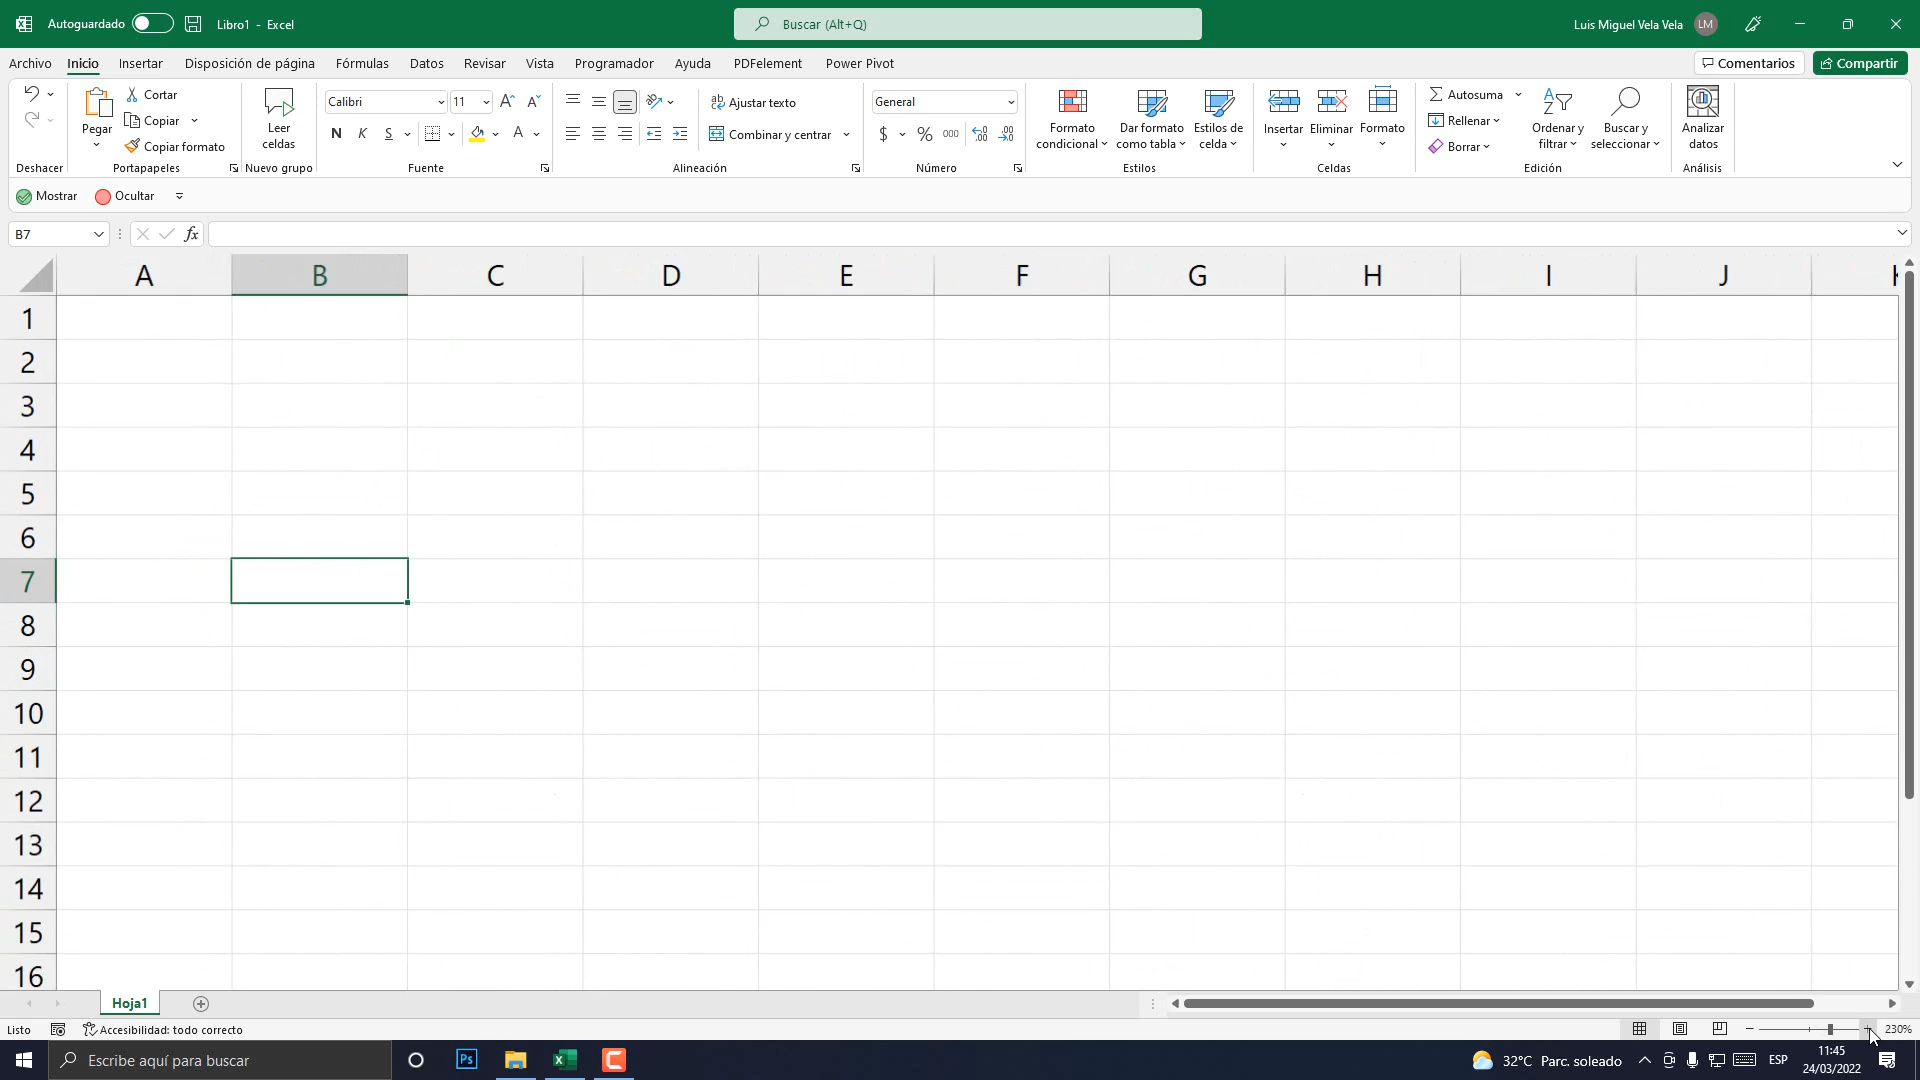 Autoguardado Libro1 - Excel Buscar (Alt+Q) Luis Miguel Vela Vela LM
Archivo Inicio Insertar Disposición de página Fórmulas Datos Revisar Vista Programador Ayuda PDFelement Power Pivot Comentarios Compartir
Pegar Cortar
Copiar
Copiar formato
Leer celdas
Calibri 11
N K S A
Ajustar texto
Combinar y centrar
General
$ % 000
Formato condicional
Dar formato como tabla
Estilos de celda
Insertar Eliminar Formato
Autosuma
Rellenar
Borrar
Ordenar y filtrar
Buscar y seleccionar
Analizar datos
Deshacer Portapapeles Nuevo grupo Fuente Alineación Número Estilos Celdas Edición Análisis
Mostrar Ocultar
B7 fx
A B C D E F G H I J K
1
2
3
4
5
6
7
8
9
10
11
12
13
14
15
16
Hoja1
Listo Accesibilidad: todo correcto 230%
Escribe aquí para buscar Ps 32°C Parc. soleado ESP 11:45
24/03/2022